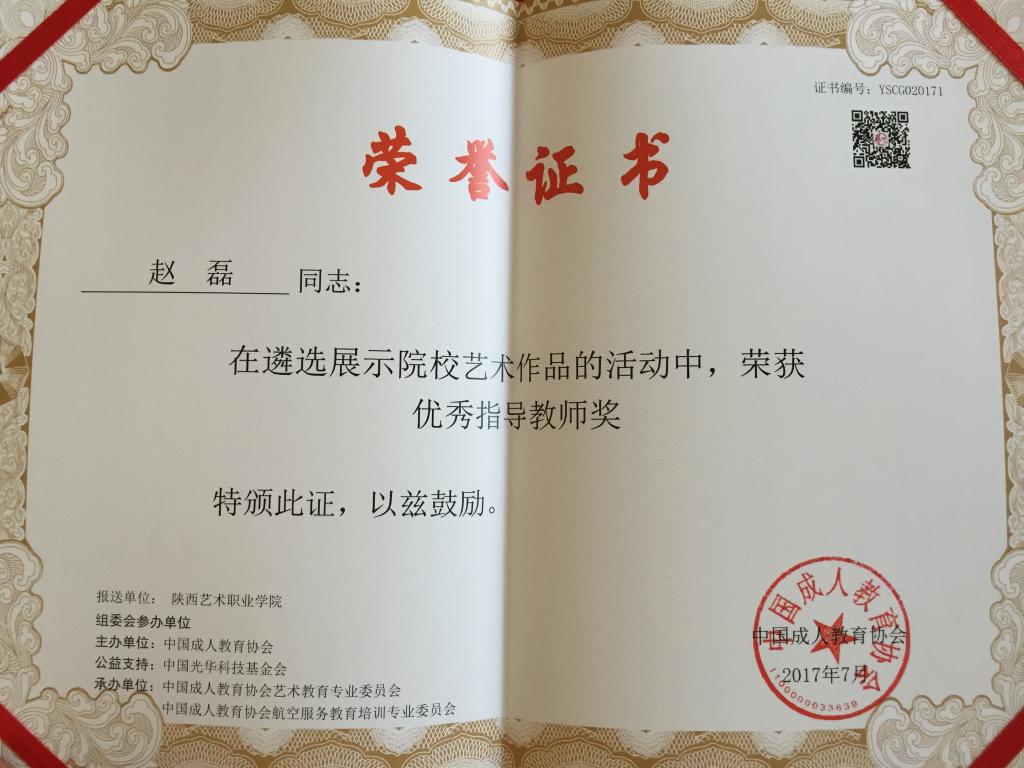 证书编号：YSCG020171
荣誉证书
赵 磊 同志：
在遴选展示院校艺术作品的活动中，荣获
优秀指导教师奖
特颁此证，以兹鼓励。
报送单位： 陕西艺术职业学院
组委会参办单位
主办单位：中国成人教育协会
公益支持：中国光华科技基金会
承办单位：中国成人教育协会艺术教育专业委员会
中国成人教育协会航空服务教育培训专业委员会
中国成人教育协会
2017年7月
中国成人教育协会
1100000033639